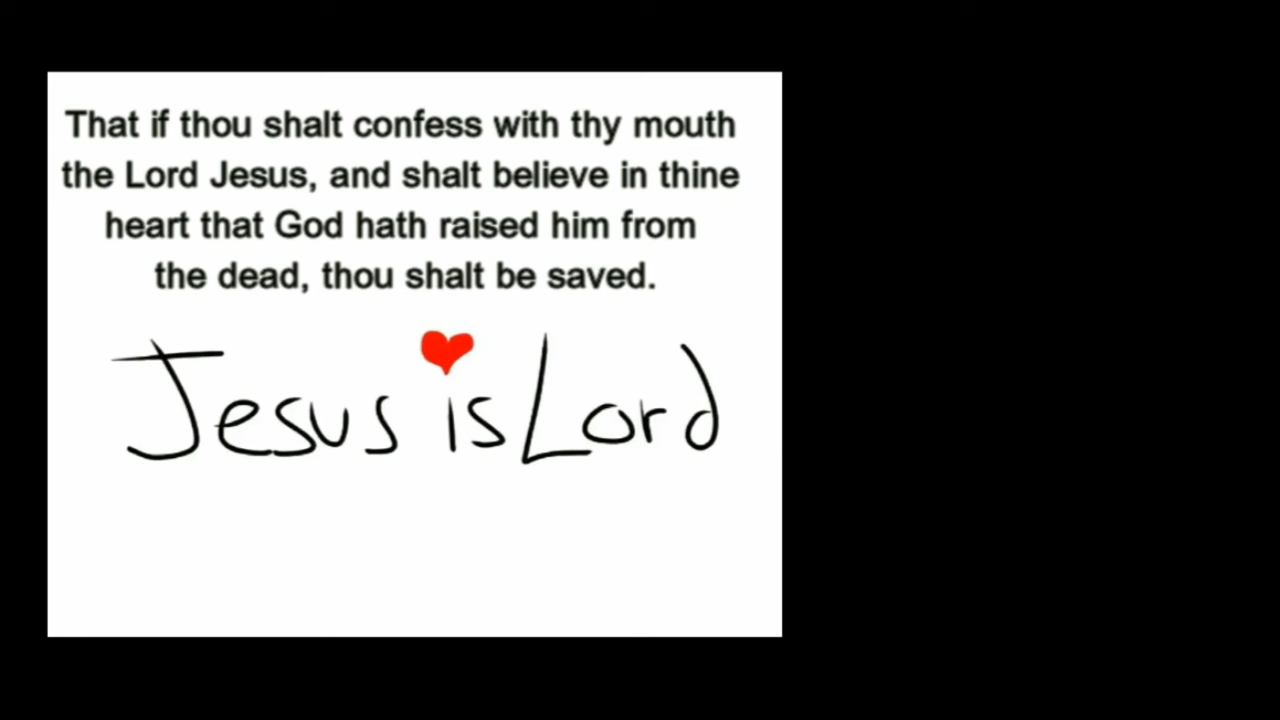 That if thou shalt confess with thy mouth
the Lord Jesus, and shalt believe in thine
heart that God hath raised him from
the dead, thou shalt be saved.
Jesus is Lord